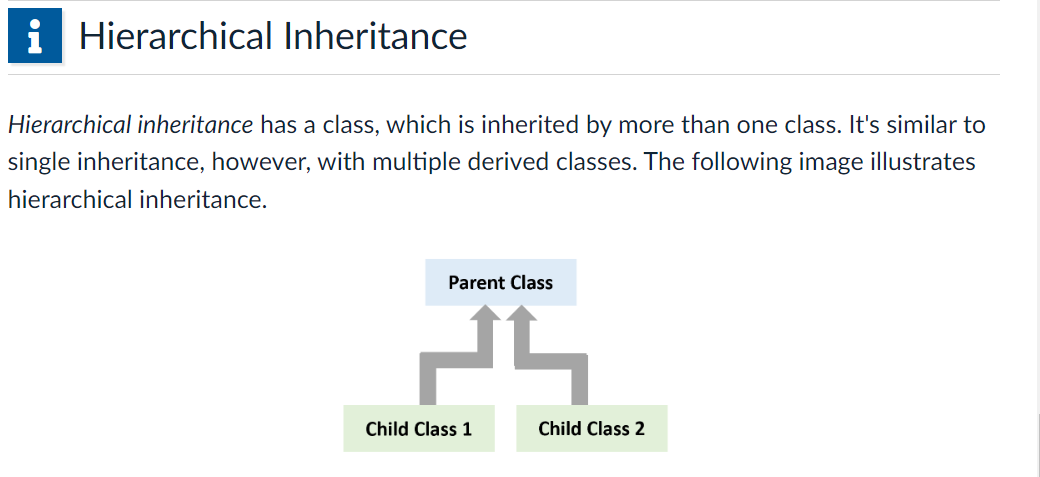 Hierarchical Inheritance
Hierarchical inheritance has a class, which is inherited by more than one class. It's similar to
single inheritance, however, with multiple derived classes. The following image illustrates
hierarchical inheritance.
Parent Class
Child Class 1
Child Class 2